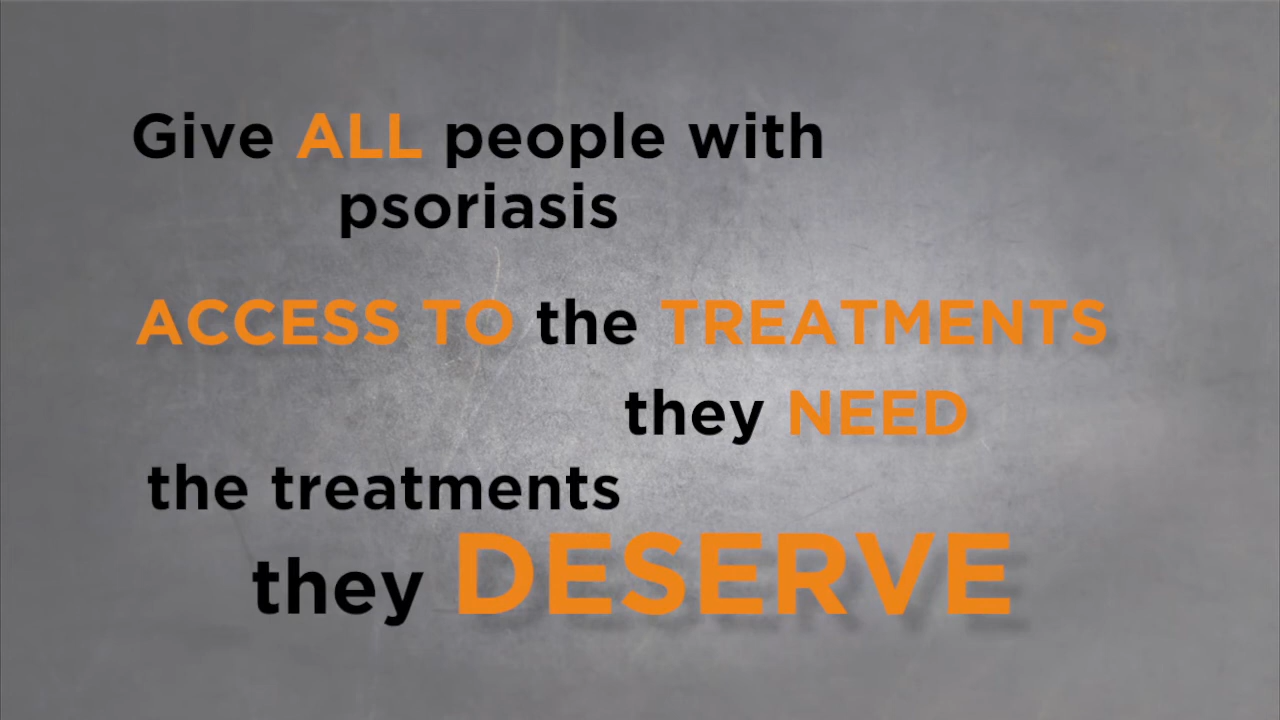 Give ALL people with
psoriasis
ACCESS TO the TREATMENTS
they NEED
the treatments
they DESERVE